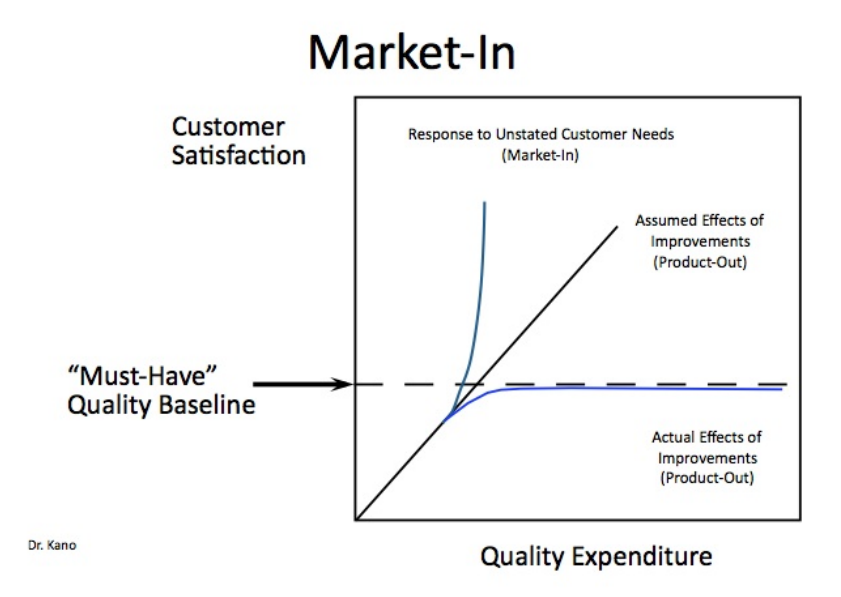 Market-In
Customer
Satisfaction
Response to Unstated Customer Needs
(Market-In)
Assumed Effects of
Improvements
(Product-Out)
“Must-Have”
Quality Baseline
Actual Effects of
Improvements
(Product-Out)
Dr. Kano
Quality Expenditure